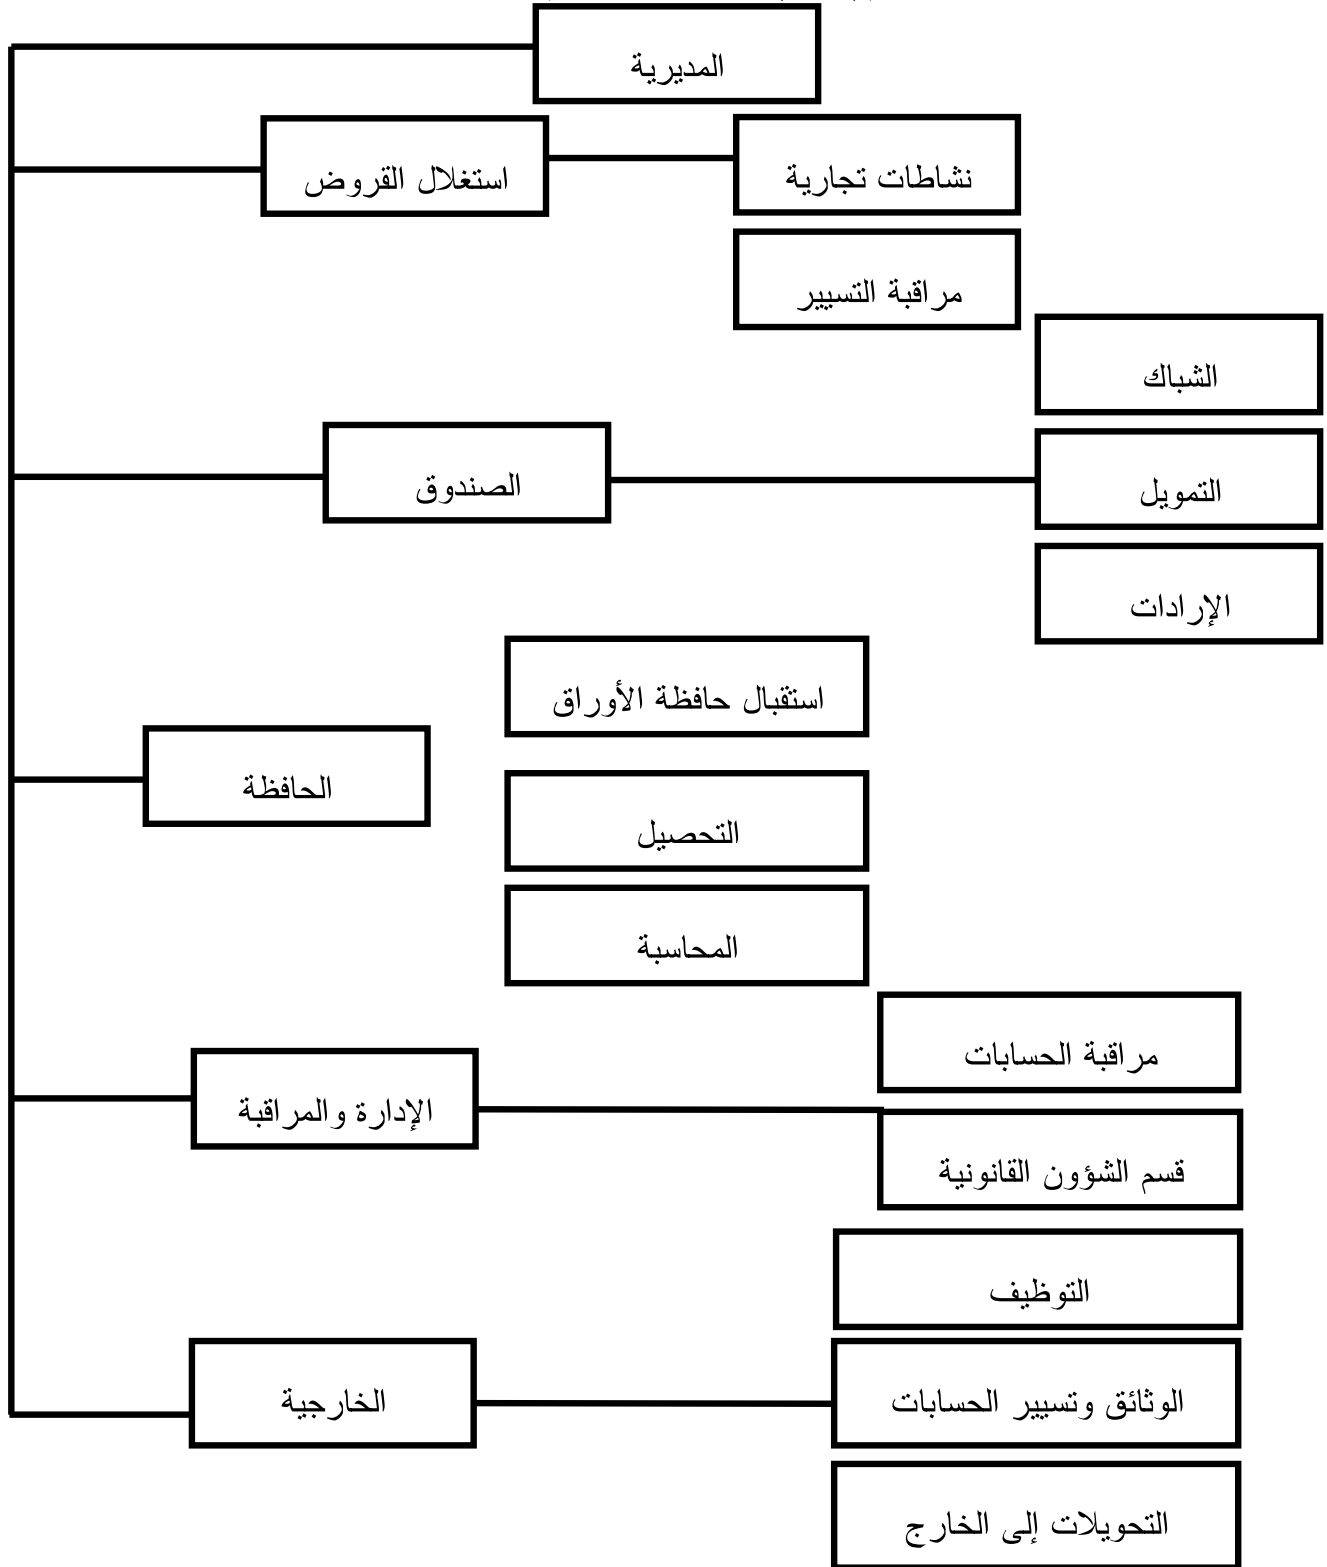 المديرية
استغلال القروض
نشاطات تجارية
مراقبة التسيير
الشباك
الصندوق
التمويل
الإرادات
استقبال حافظة الأوراق
الحافظة
التحصيل
المحاسبة
مراقبة الحسابات
الإدارة والمراقبة
قسم الشؤون القانونية
التوظيف
الخارجية
الوثائق وتسيير الحسابات
التحويلات إلى الخارج